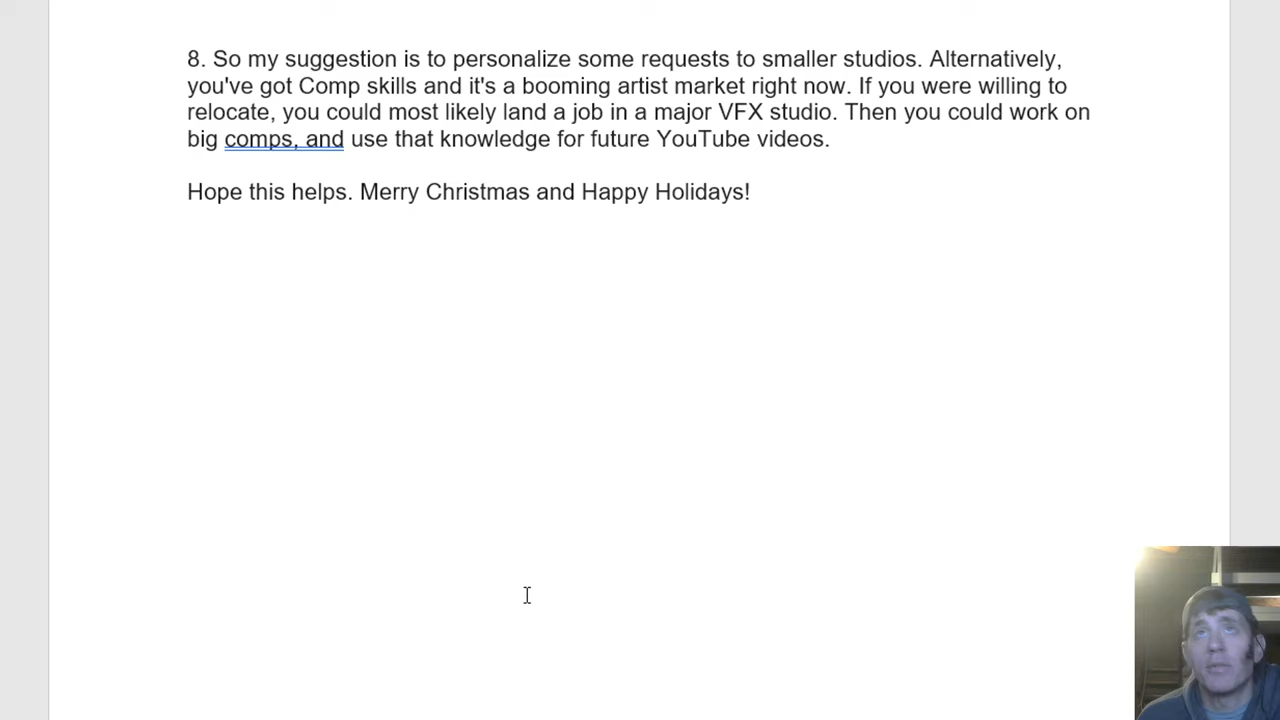 8. So my suggestion is to personalize some requests to smaller studios. Alternatively,
you've got Comp skills and it's a booming artist market right now. If you were willing to
relocate, you could most likely land a job in a major VFX studio. Then you could work on
big comps, and use that knowledge for future YouTube videos.
Hope this helps. Merry Christmas and Happy Holidays!